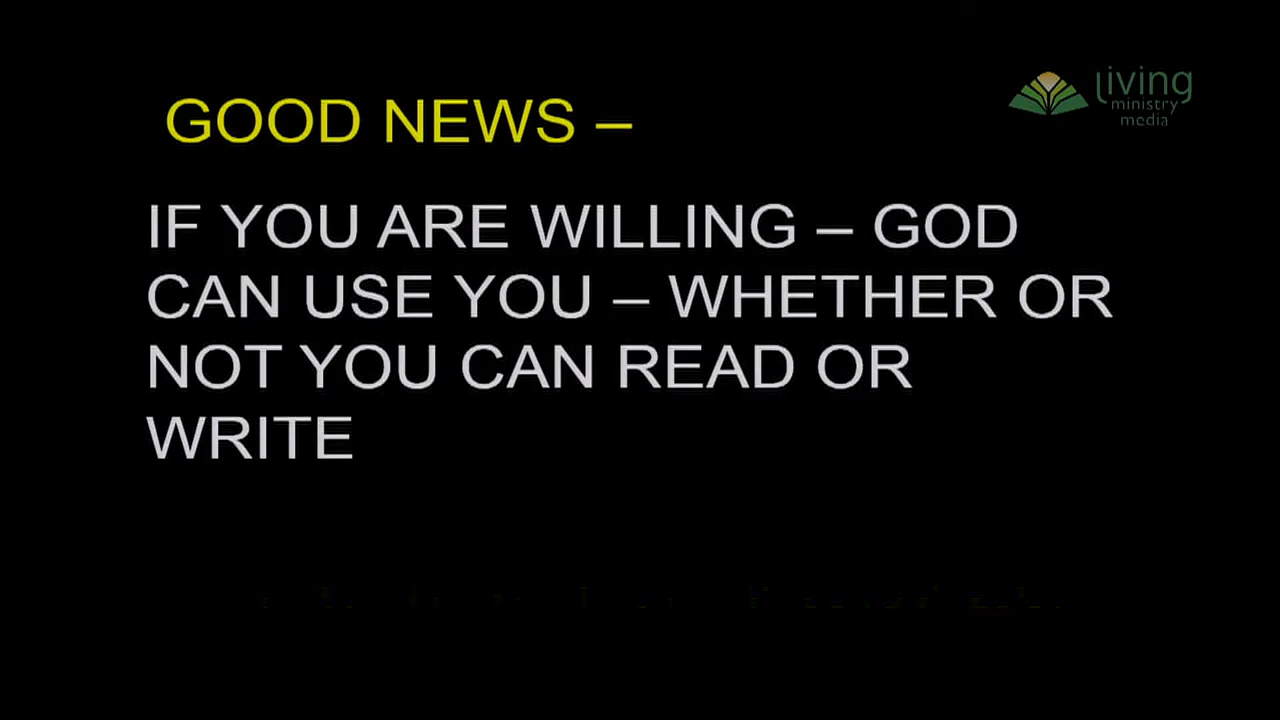 GOOD NEWS –
living
ministry
media
IF YOU ARE WILLING – GOD
CAN USE YOU – WHETHER OR
NOT YOU CAN READ OR
WRITE